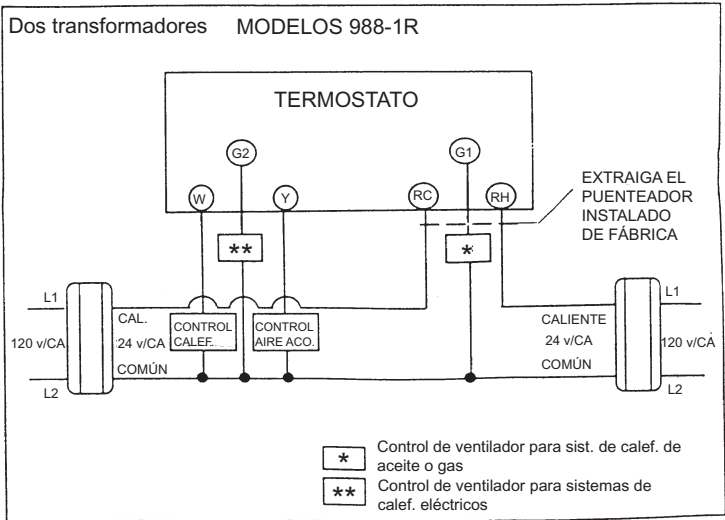 Dos transformadores MODELOS 988-1R
TERMOSTATO
G2
G1
W
Y
RC
RH
EXTRAIGA EL
PUENTEADOR
INSTALADO
DE FÁBRICA
**
*
L1
CAL.
120 v/CA
24 v/CA
CONTROL
CALEF.
CONTROL
AIRE ACO.
COMÚN
L2
CALIENTE
24 v/CA
COMÚN
L1
120 v/CA
L2
* Control de ventilador para sist. de calef. de
aceite o gas
** Control de ventilador para sistemas de
calef. eléctricos